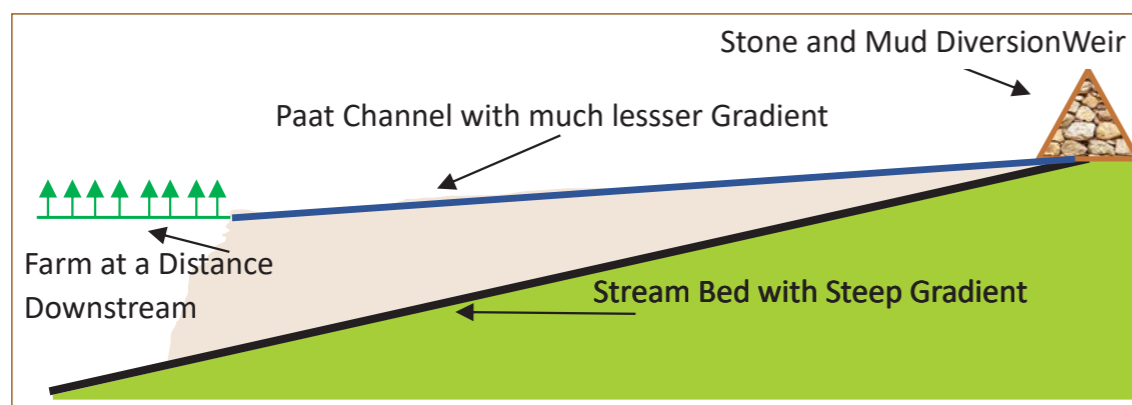 Stone and Mud DiversionWeir
Paat Channel with much lessser Gradient
Farm at a Distance
Downstream
Stream Bed with Steep Gradient